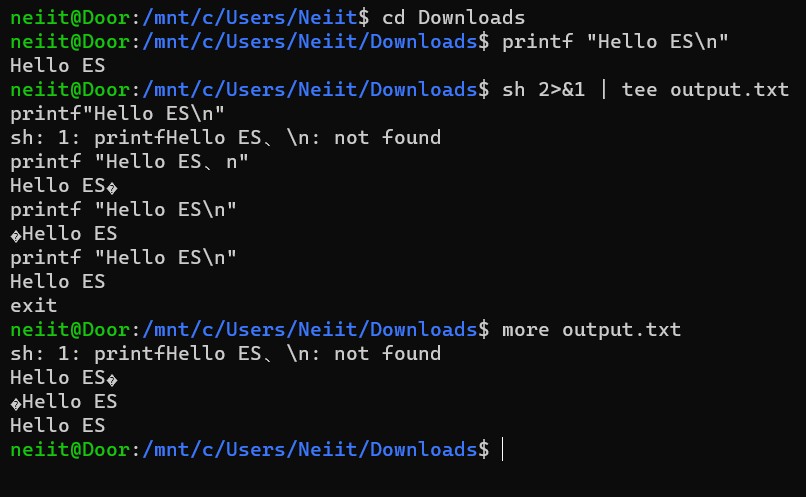 neiit@Door:/mnt/c/Users/Neiit$ cd Downloads
neiit@Door:/mnt/c/Users/Neiit/Downloads$ printf "Hello ES\n"
Hello ES
neiit@Door:/mnt/c/Users/Neiit/Downloads$ sh 2>&1 | tee output.txt
printf"Hello ES\n"
sh: 1: printfHello ES、\n: not found
printf "Hello ES、n"
Hello ES�
printf "Hello ES\n"
�Hello ES
printf "Hello ES\n"
Hello ES
exit
neiit@Door:/mnt/c/Users/Neiit/Downloads$ more output.txt
sh: 1: printfHello ES、\n: not found
Hello ES�
�Hello ES
Hello ES
neiit@Door:/mnt/c/Users/Neiit/Downloads$